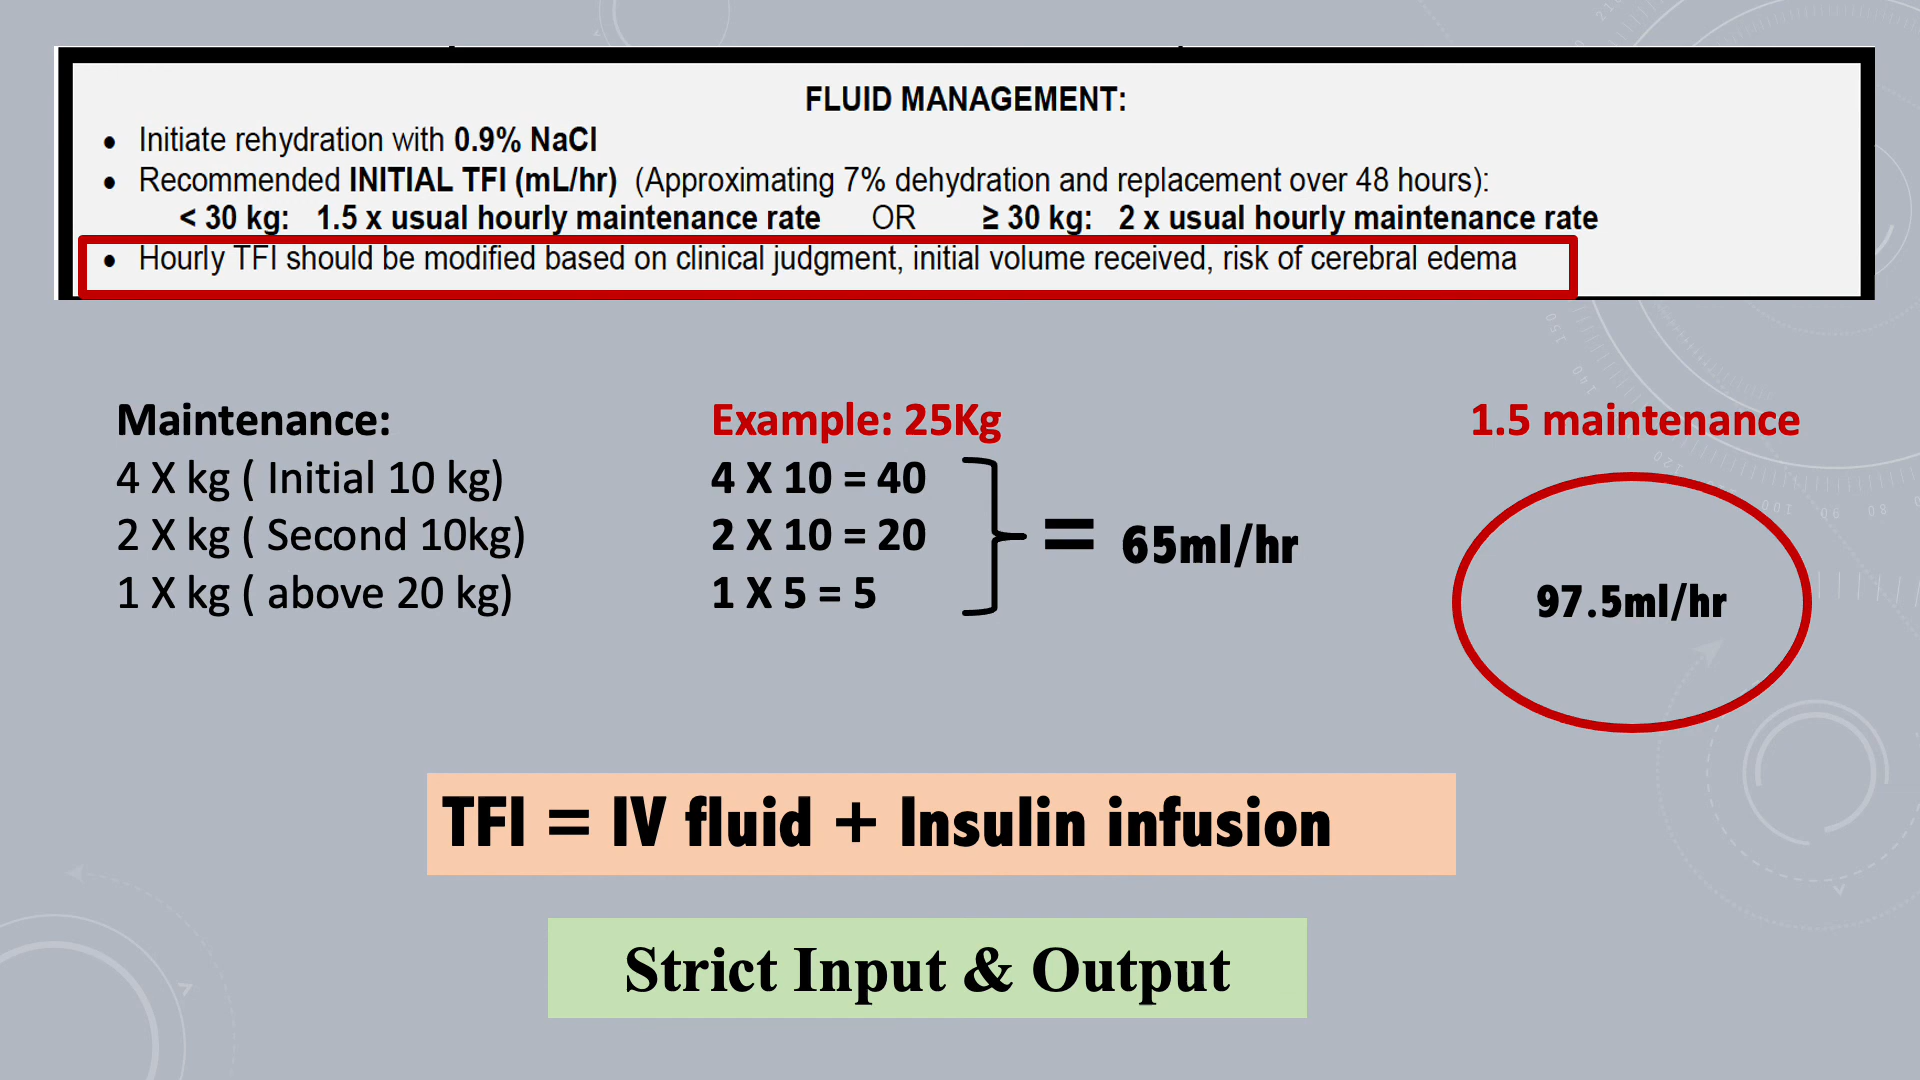 FLUID MANAGEMENT:
• Initiate rehydration with 0.9% NaCl
• Recommended INITIAL TFI (mL/hr) (Approximating 7% dehydration and replacement over 48 hours):
< 30 kg: 1.5 x usual hourly maintenance rate OR ≥ 30 kg: 2 x usual hourly maintenance rate
• Hourly TFI should be modified based on clinical judgment, initial volume received, risk of cerebral edema
Maintenance:
4 X kg ( Initial 10 kg)
2 X kg ( Second 10kg)
1 X kg ( above 20 kg)
Example: 25Kg
4 X 10 = 40
2 X 10 = 20
1 X 5 = 5
= 65ml/hr
1.5 maintenance
97.5ml/hr
TFI = IV fluid + Insulin infusion
Strict Input & Output